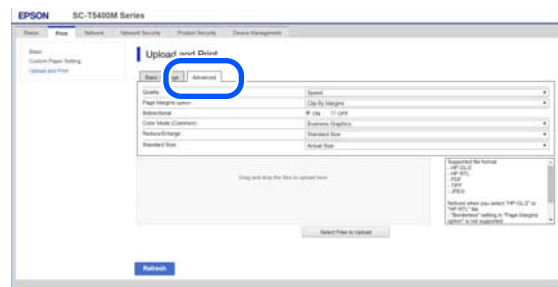 EPSON SC-T5400M Series
Status Print Network Network Security Product Security Device Management
Basic
Custom Paper Setting
Upload and Print
Upload and Print
Advanced
Quality Speed
Page Margins option Clip By Margins
Bidirectional ON OFF
Color Mode (Common) Business Graphics
Reduce/Enlarge Standard Size
Standard Size Actual Size
Drag and drop the files to upload here
Supported file format
- HP-GL/2
- HP RTL
- PDF
- TIFF
- JPEG
Notices when you select "HP-GL/2" or
"HP RTL" file.
- "Borderless" setting in "Page Margins
option" is not supported.
Select Files to Upload
Refresh